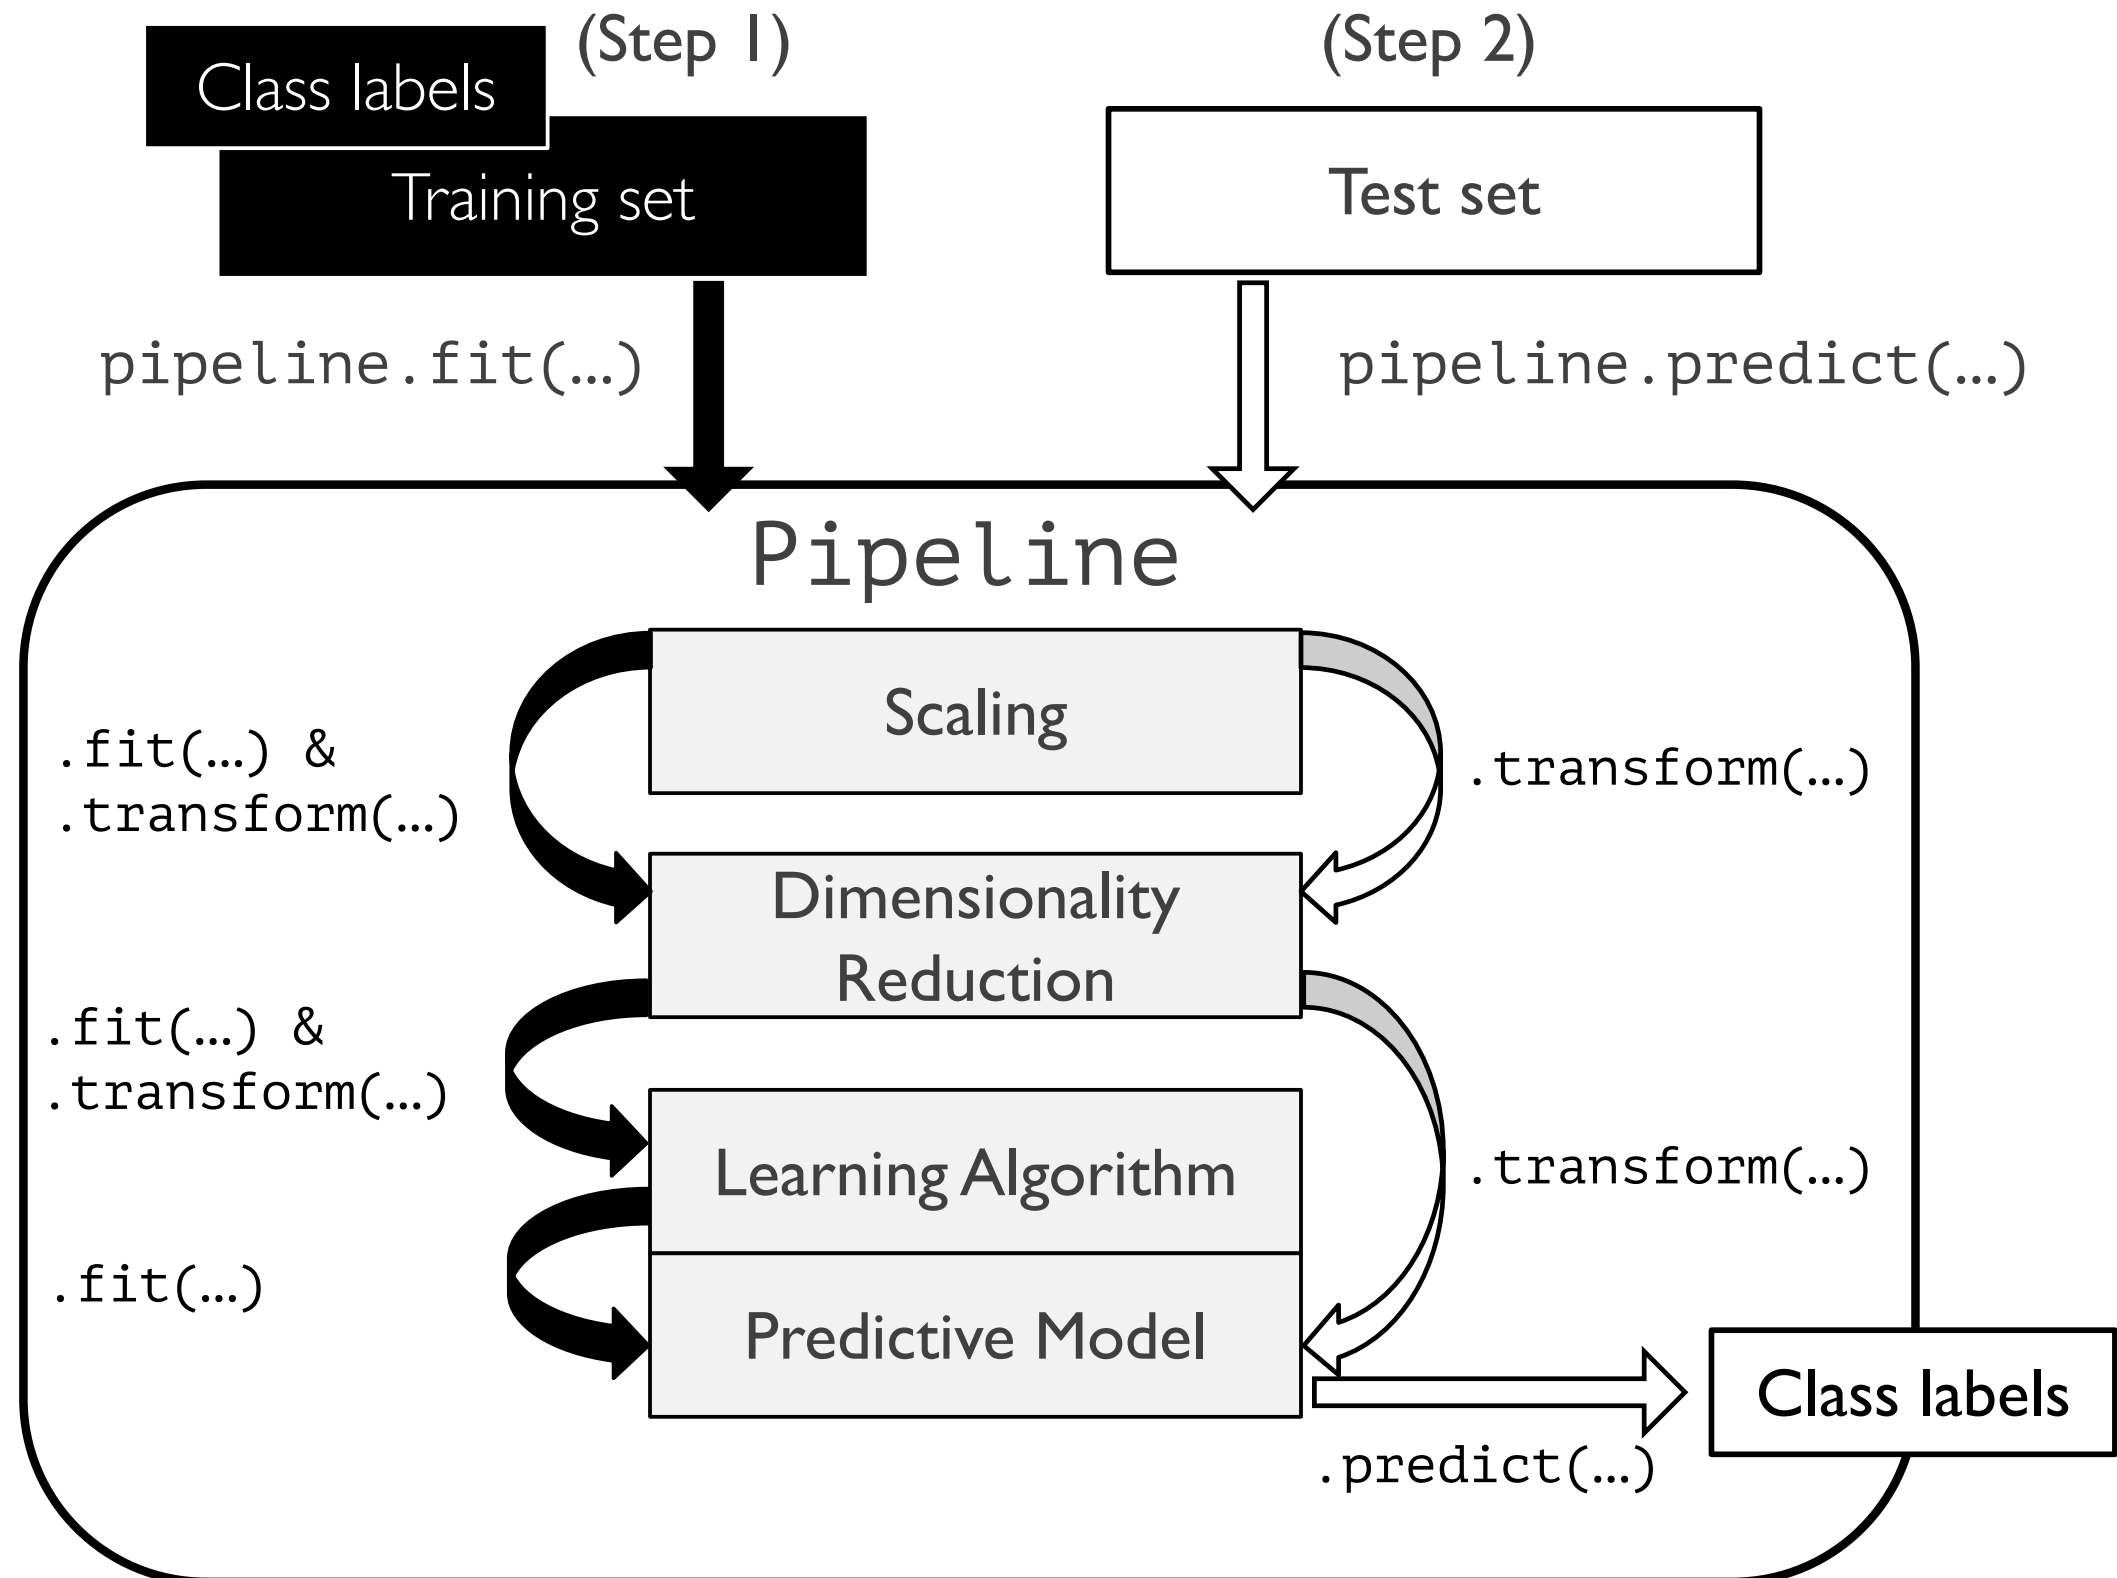 (Step 1)
(Step 2)
Class labels
Training set
Test set
pipeline.fit(…)
pipeline.predict(…)
Pipeline
Scaling
.fit(…) &
.transform(…)
.transform(…)
Dimensionality
Reduction
.fit(…) &
.transform(…)
Learning Algorithm
.transform(…)
.fit(…)
Predictive Model
Class labels
.predict(…)